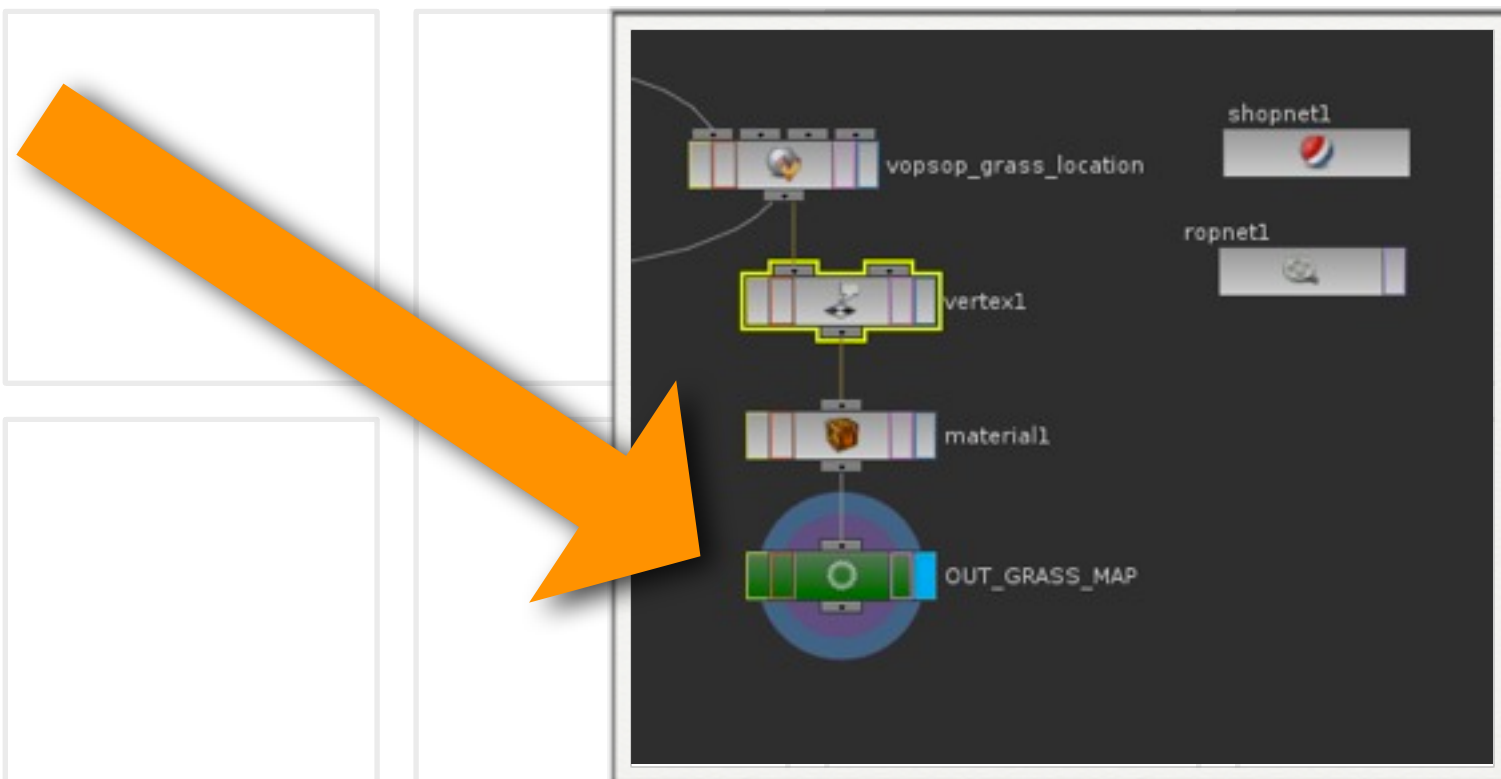 shopnet1
vopsop_grass_location
ropnet1
vertex1
material1
OUT_GRASS_MAP